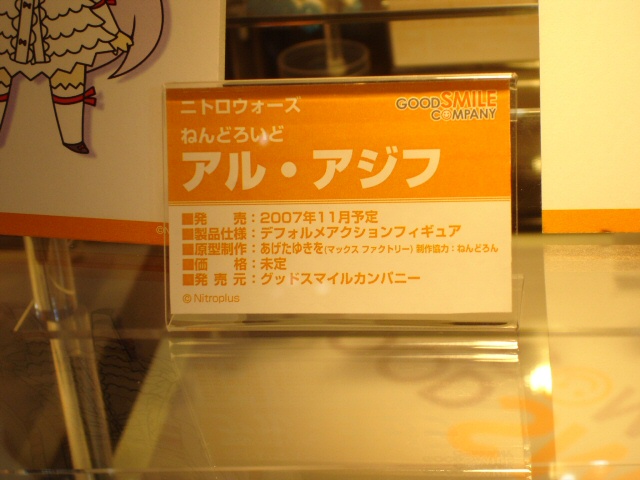 ニトロウォーズ
GOOD SMILE
COMPANY
ねんどろいど
アル・アジフ
■発　売：2007年11月予定
■製品仕様：デフォルメアクションフィギュア
■原型制作：あげたゆきを(マックス ファクトリー) 制作協力：ねんどろん
■価　格：未定
■発 売 元：グッドスマイルカンパニー
©Nitroplus